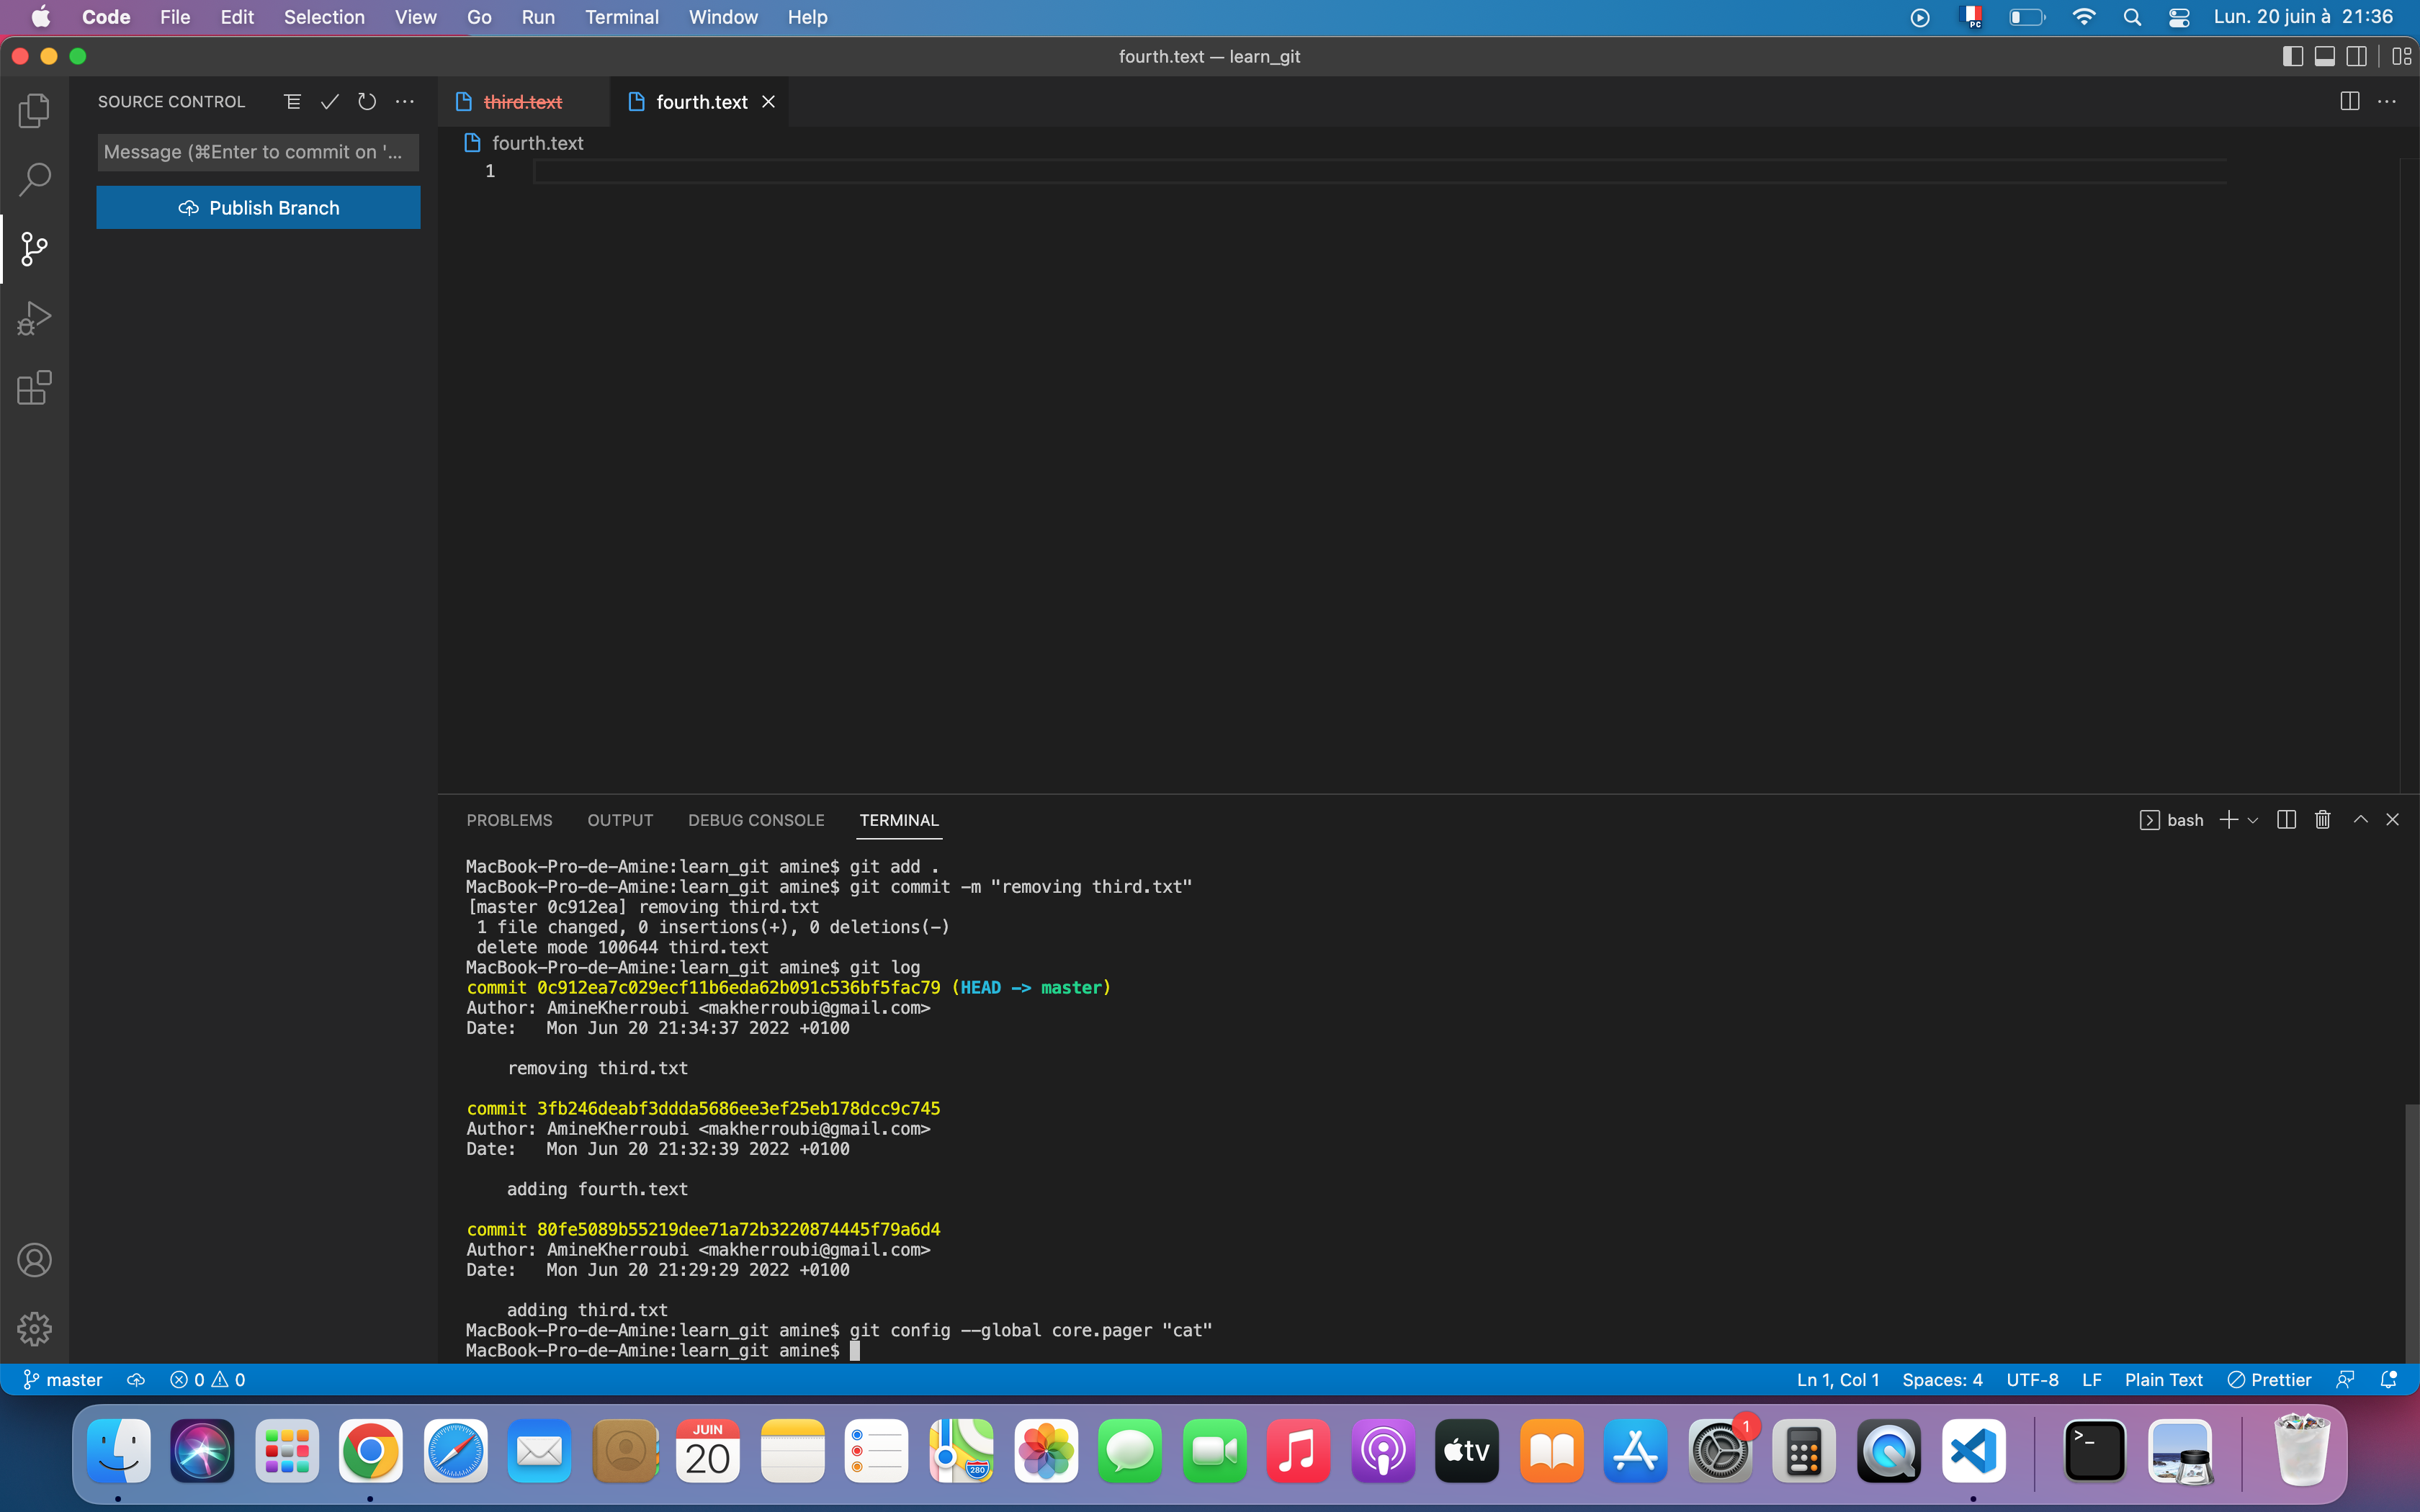 Code File Edit Selection View Go Run Terminal Window Help PC Lun. 20 juin à 21:36
fourth.text — learn_git
SOURCE CONTROL
third.text fourth.text
Message (⌘Enter to commit on '...
fourth.text
1
Publish Branch
PROBLEMS OUTPUT DEBUG CONSOLE TERMINAL bash
MacBook-Pro-de-Amine:learn_git amine$ git add .
MacBook-Pro-de-Amine:learn_git amine$ git commit -m "removing third.txt"
[master 0c912ea] removing third.txt
1 file changed, 0 insertions(+), 0 deletions(-)
delete mode 100644 third.text
MacBook-Pro-de-Amine:learn_git amine$ git log
commit 0c912ea7c029ecf11b6eda62b091c536bf5fac79 (HEAD -> master)
Author: AmineKherroubi <makherroubi@gmail.com>
Date: Mon Jun 20 21:34:37 2022 +0100
removing third.txt
commit 3fb246deabf3ddda5686ee3ef25eb178dcc9c745
Author: AmineKherroubi <makherroubi@gmail.com>
Date: Mon Jun 20 21:32:39 2022 +0100
adding fourth.text
commit 80fe5089b55219dee71a72b3220874445f79a6d4
Author: AmineKherroubi <makherroubi@gmail.com>
Date: Mon Jun 20 21:29:29 2022 +0100
adding third.txt
MacBook-Pro-de-Amine:learn_git amine$ git config --global core.pager "cat"
MacBook-Pro-de-Amine:learn_git amine$
master 0 0 Ln 1, Col 1 Spaces: 4 UTF-8 LF Plain Text Prettier
JUIN
20
280
tv
1
>_